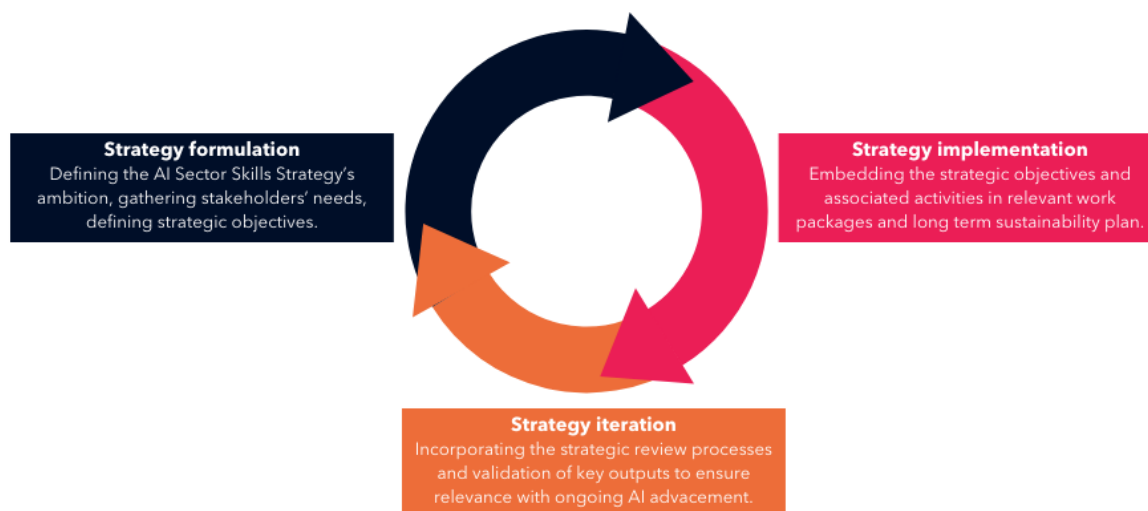 Strategy formulation
Defining the AI Sector Skills Strategy's
ambition, gathering stakeholders' needs,
defining strategic objectives.
Strategy implementation
Embedding the strategic objectives and
associated activities in relevant work
packages and long term sustainability plan.
Strategy iteration
Incorporating the strategic review processes
and validation of key outputs to ensure
relevance with ongoing AI advacement.